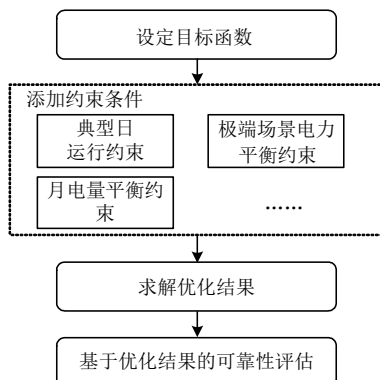 设定目标函数
添加约束条件
典型日
运行约束
极端场景电力
平衡约束
月电量平衡约
束
……
求解优化结果
基于优化结果的可靠性评估